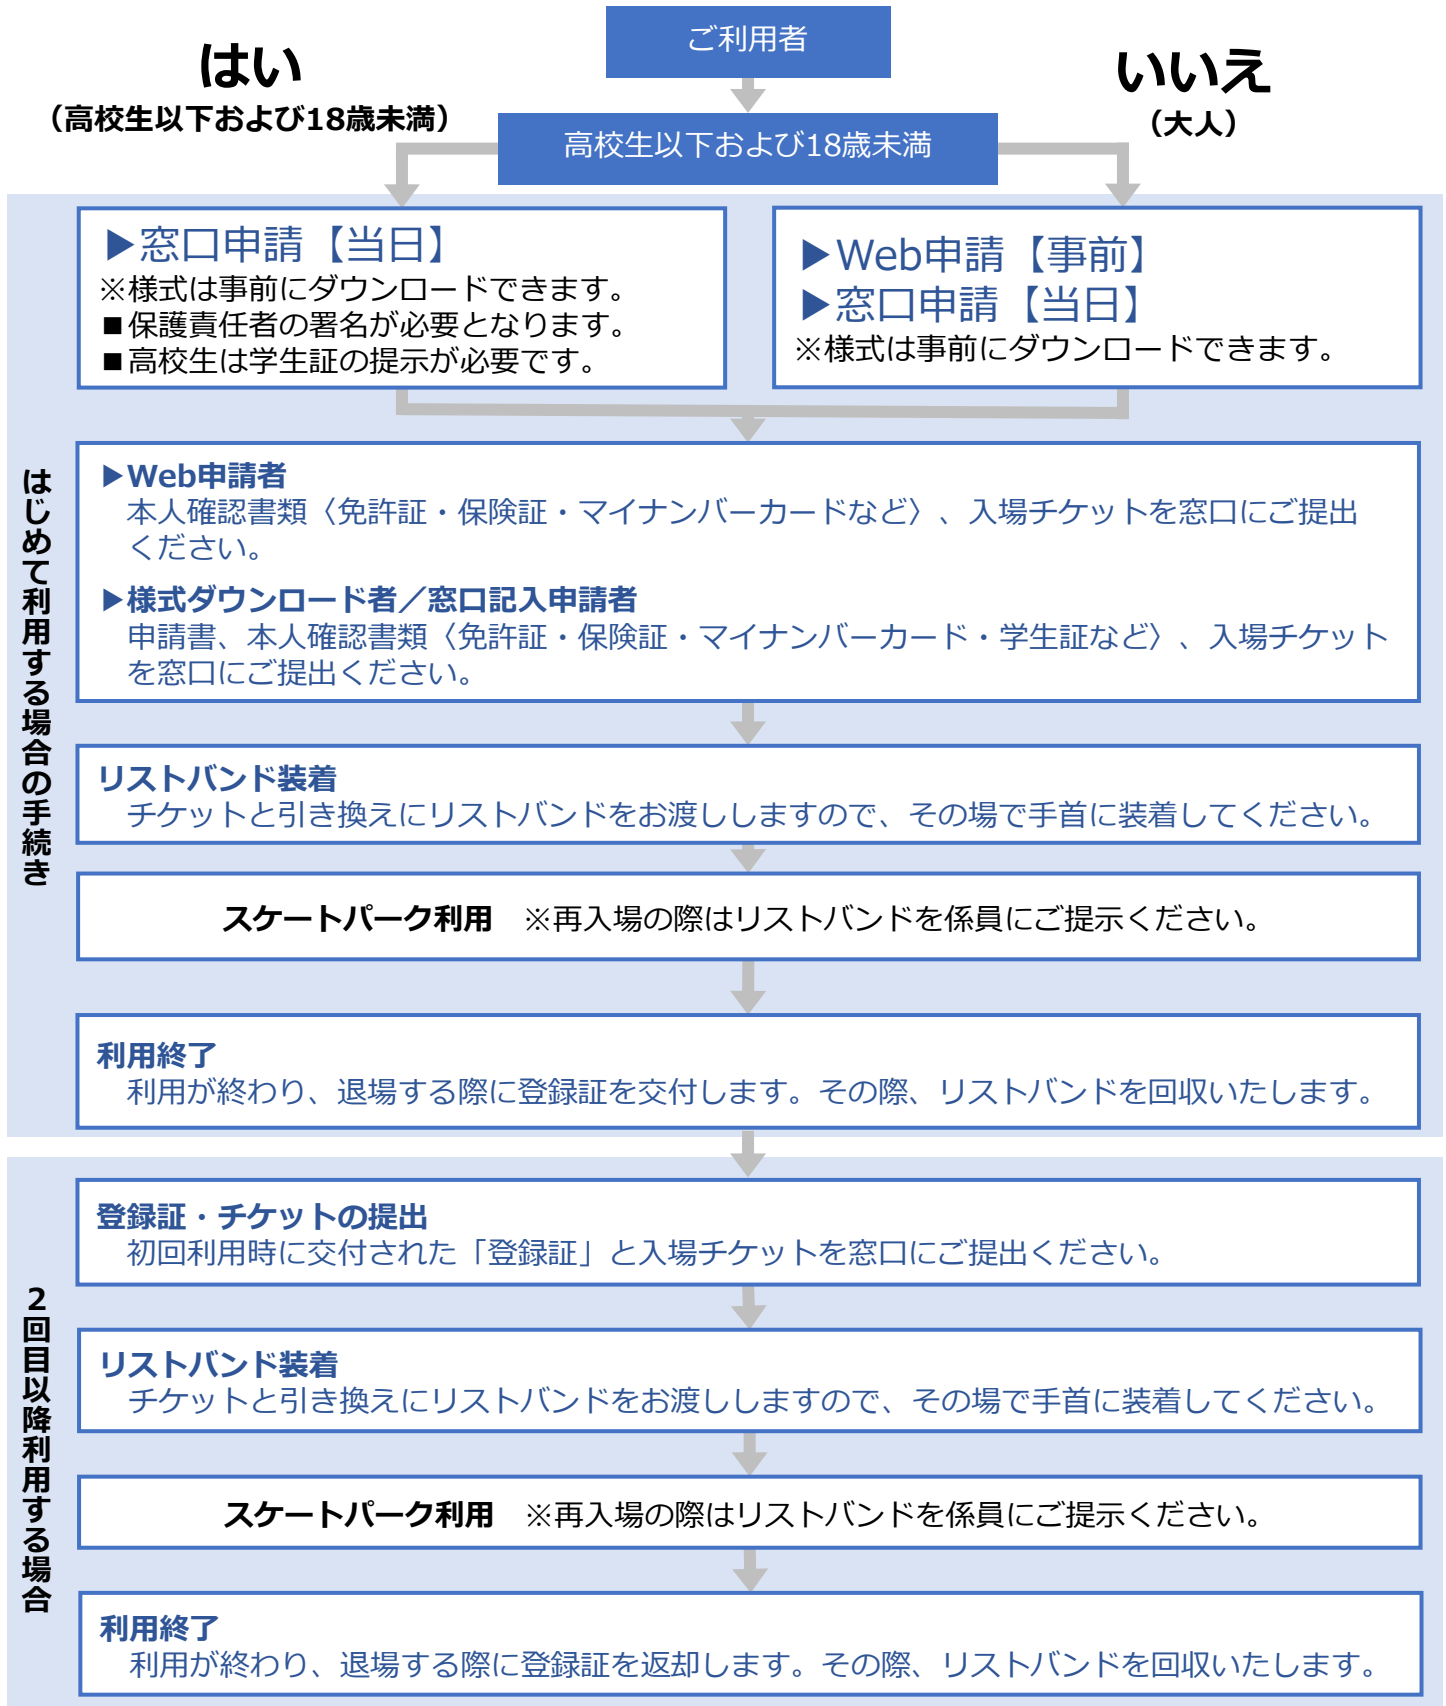 ご利用者
はい
（高校生以下および18歳未満）
いいえ
（大人）
高校生以下および18歳未満
▶窓口申請【当日】
※様式は事前にダウンロードできます。
■保護責任者の署名が必要となります。
■高校生は学生証の提示が必要です。
▶Web申請【事前】
▶窓口申請【当日】
※様式は事前にダウンロードできます。
はじめて利用する場合の手続き
▶Web申請者
本人確認書類〈免許証・保険証・マイナンバーカードなど〉、入場チケットを窓口にご提出
ください。
▶様式ダウンロード者／窓口記入申請者
申請書、本人確認書類〈免許証・保険証・マイナンバーカード・学生証など〉、入場チケット
を窓口にご提出ください。
リストバンド装着
チケットと引き換えにリストバンドをお渡ししますので、その場で手首に装着してください。
スケートパーク利用　※再入場の際はリストバンドを係員にご提示ください。
利用終了
利用が終わり、退場する際に登録証を交付します。その際、リストバンドを回収いたします。
２回目以降利用する場合
登録証・チケットの提出
初回利用時に交付された「登録証」と入場チケットを窓口にご提出ください。
リストバンド装着
チケットと引き換えにリストバンドをお渡ししますので、その場で手首に装着してください。
スケートパーク利用　※再入場の際はリストバンドを係員にご提示ください。
利用終了
利用が終わり、退場する際に登録証を返却します。その際、リストバンドを回収いたします。